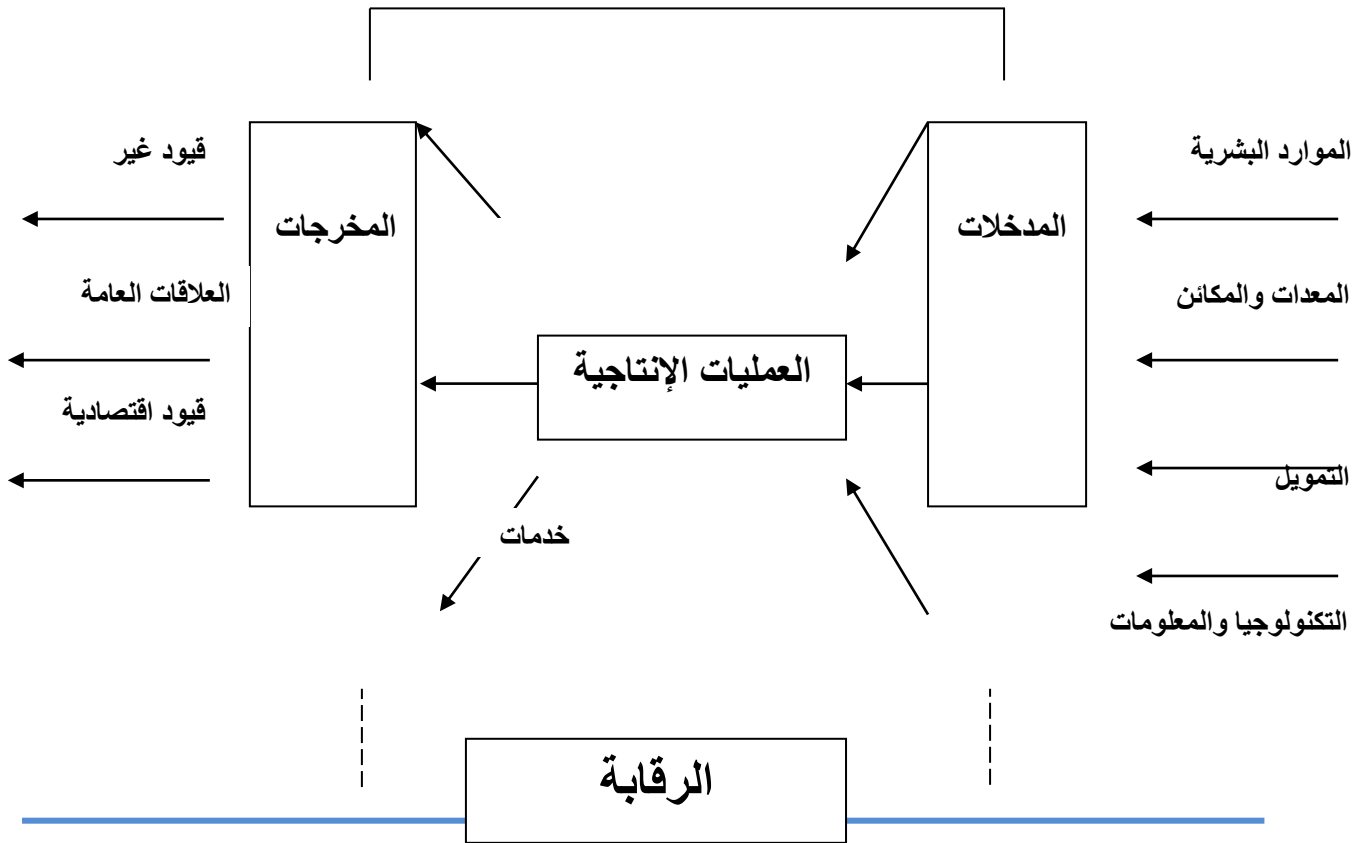 الموارد البشرية
المعدات والمكائن
التمويل
التكنولوجيا والمعلومات
المدخلات
العمليات الإنتاجية
خدمات
المخرجات
قيود غير
العلاقات العامة
قيود اقتصادية
الرقابة